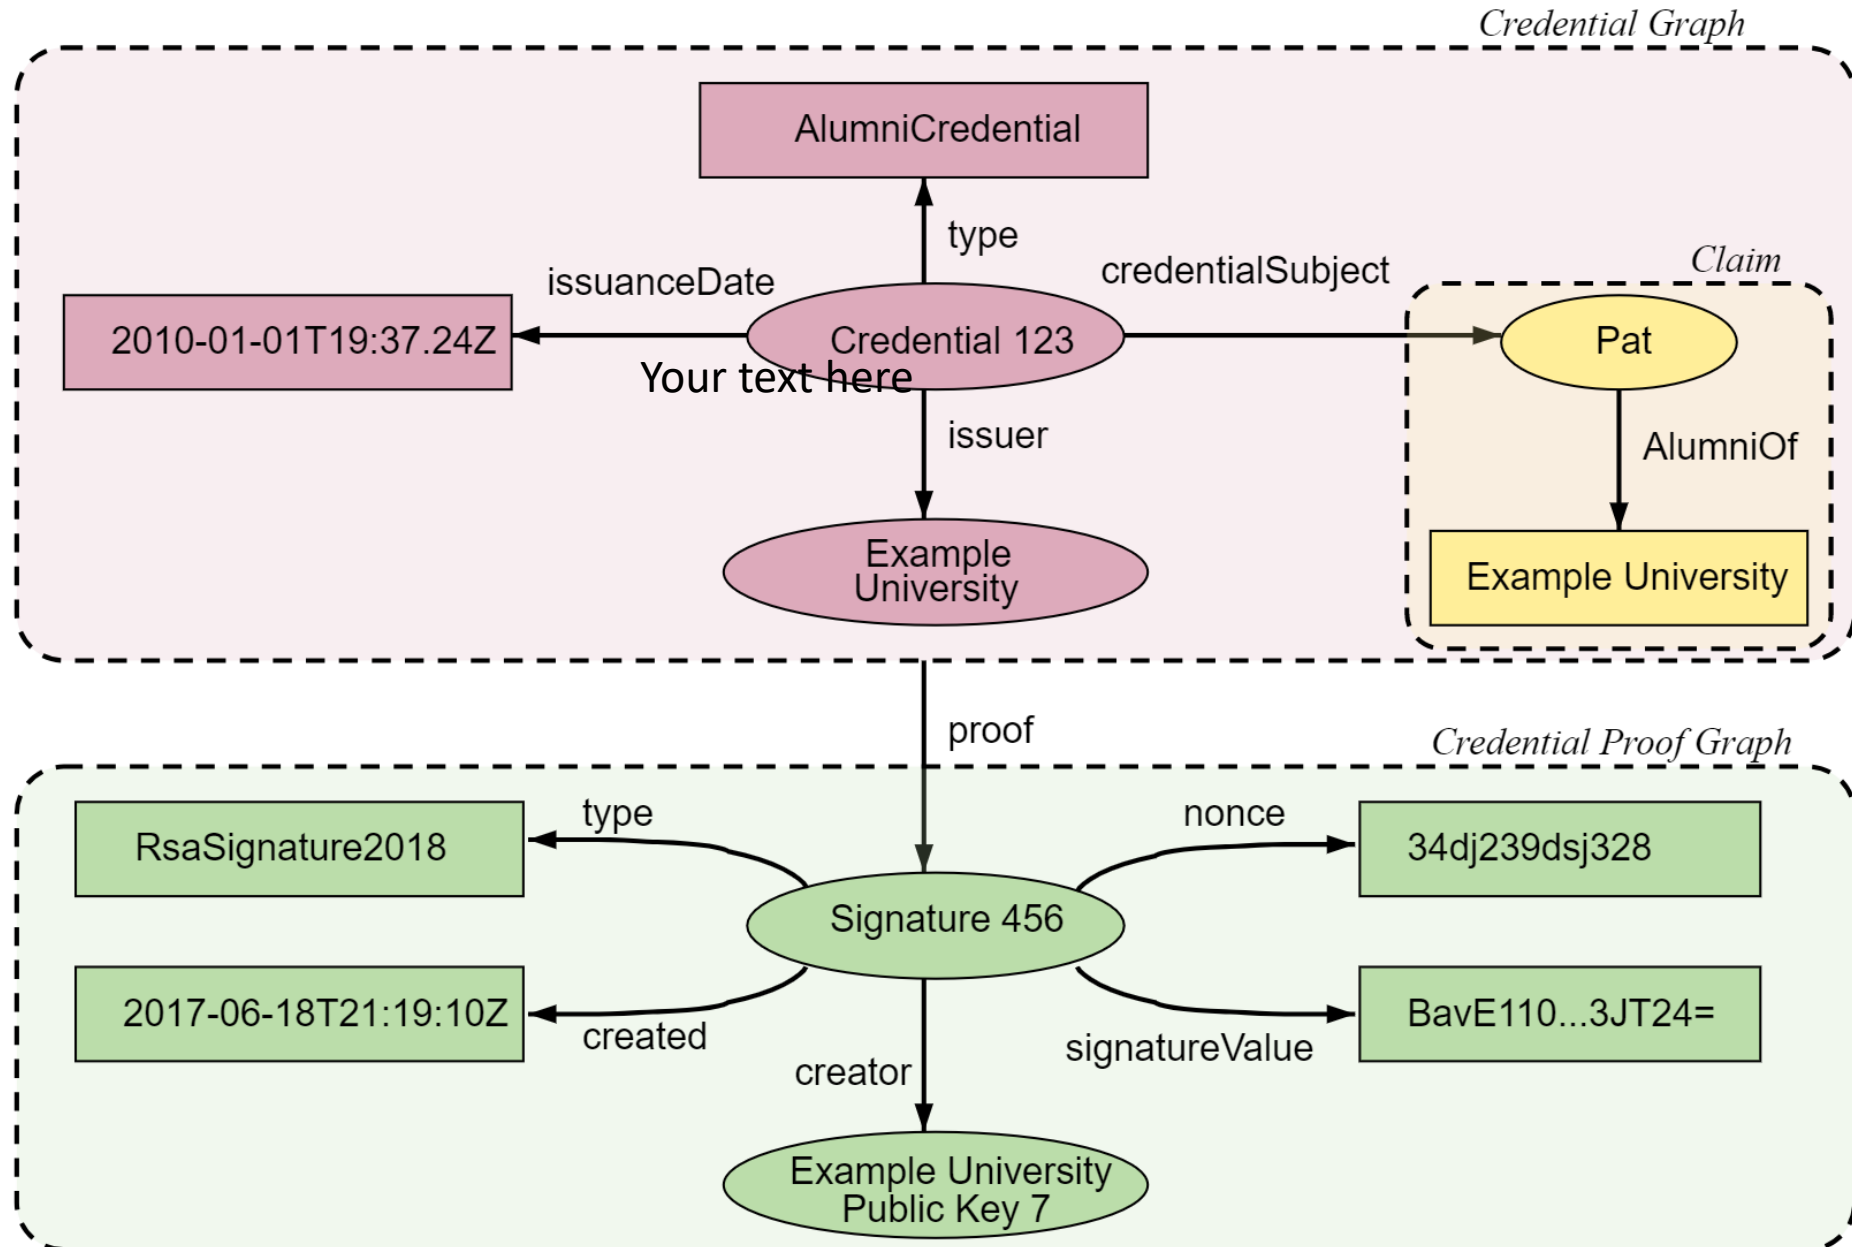 Credential Graph
AlumniCredential
type
issuanceDate
credentialSubject
Claim
2010-01-01T19:37.24Z
Credential 123
Pat
Your text here
issuer
AlumniOf
Example
University
Example University
proof
Credential Proof Graph
type
nonce
RsaSignature2018
34dj239dsj328
Signature 456
2017-06-18T21:19:10Z
BavE110...3JT24=
created
signatureValue
creator
Example University
Public Key 7